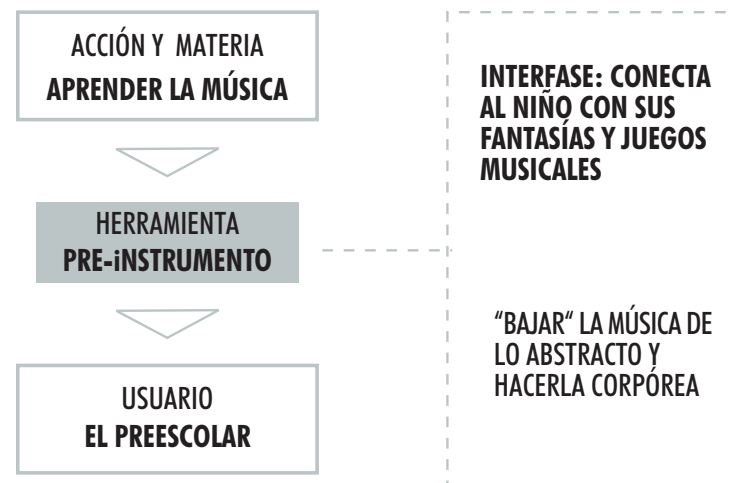 ACCIÓN Y MATERIA
APRENDER LA MÚSICA
HERRAMIENTA
PRE-iNSTRUMENTO
USUARIO
EL PREESCOLAR
INTERFASE: CONECTA
AL NIÑO CON SUS
FANTASÍAS Y JUEGOS
MUSICALES
“BAJAR“ LA MÚSICA DE
LO ABSTRACTO Y
HACERLA CORPÓREA